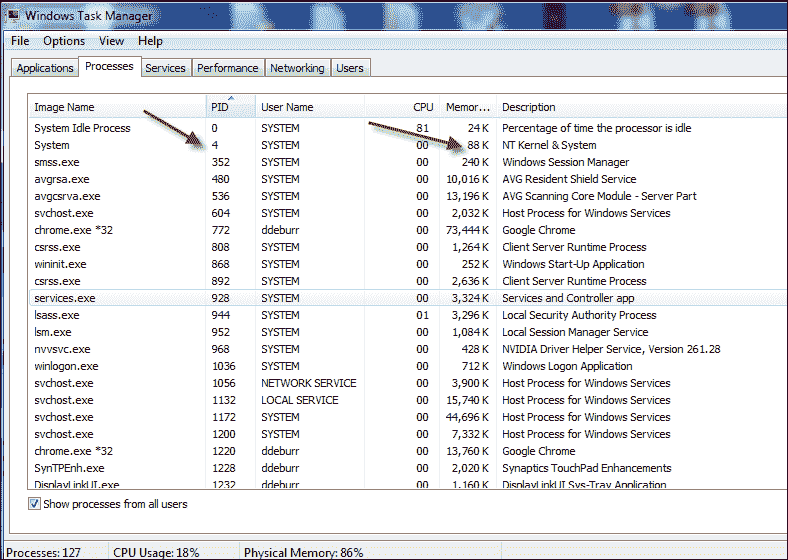 Windows Task Manager
File Options View Help
Applications Processes Services Performance Networking Users
Image Name PID User Name CPU Memor... Description
System Idle Process 0 SYSTEM 81 24 K Percentage of time the processor is idle
System 4 SYSTEM 00 88 K NT Kernel & System
smss.exe 352 SYSTEM 00 240 K Windows Session Manager
avgrsa.exe 480 SYSTEM 00 10,016 K AVG Resident Shield Service
avgcsrva.exe 536 SYSTEM 00 13,196 K AVG Scanning Core Module - Server Part
svchost.exe 604 SYSTEM 00 2,032 K Host Process for Windows Services
chrome.exe *32 772 ddeburr 00 73,444 K Google Chrome
csrss.exe 808 SYSTEM 00 1,264 K Client Server Runtime Process
wininit.exe 868 SYSTEM 00 252 K Windows Start-Up Application
csrss.exe 892 SYSTEM 00 2,636 K Client Server Runtime Process
services.exe 928 SYSTEM 00 3,324 K Services and Controller app
lsass.exe 944 SYSTEM 01 3,296 K Local Security Authority Process
lsm.exe 952 SYSTEM 00 1,084 K Local Session Manager Service
nvvsvc.exe 968 SYSTEM 00 428 K NVIDIA Driver Helper Service, Version 261.28
winlogon.exe 1036 SYSTEM 00 712 K Windows Logon Application
svchost.exe 1056 NETWORK SERVICE 00 3,900 K Host Process for Windows Services
svchost.exe 1132 LOCAL SERVICE 00 15,740 K Host Process for Windows Services
svchost.exe 1172 SYSTEM 00 44,696 K Host Process for Windows Services
svchost.exe 1200 SYSTEM 00 7,332 K Host Process for Windows Services
chrome.exe *32 1220 ddeburr 00 13,760 K Google Chrome
SynTPEnh.exe 1228 ddeburr 00 2,020 K Synaptics TouchPad Enhancements
DisplayLinkUI.exe 1232 ddeburr 00 1,160 K DisplayLinkUI Sys-Tray Application
Show processes from all users
Processes: 127 CPU Usage: 18% Physical Memory: 86%